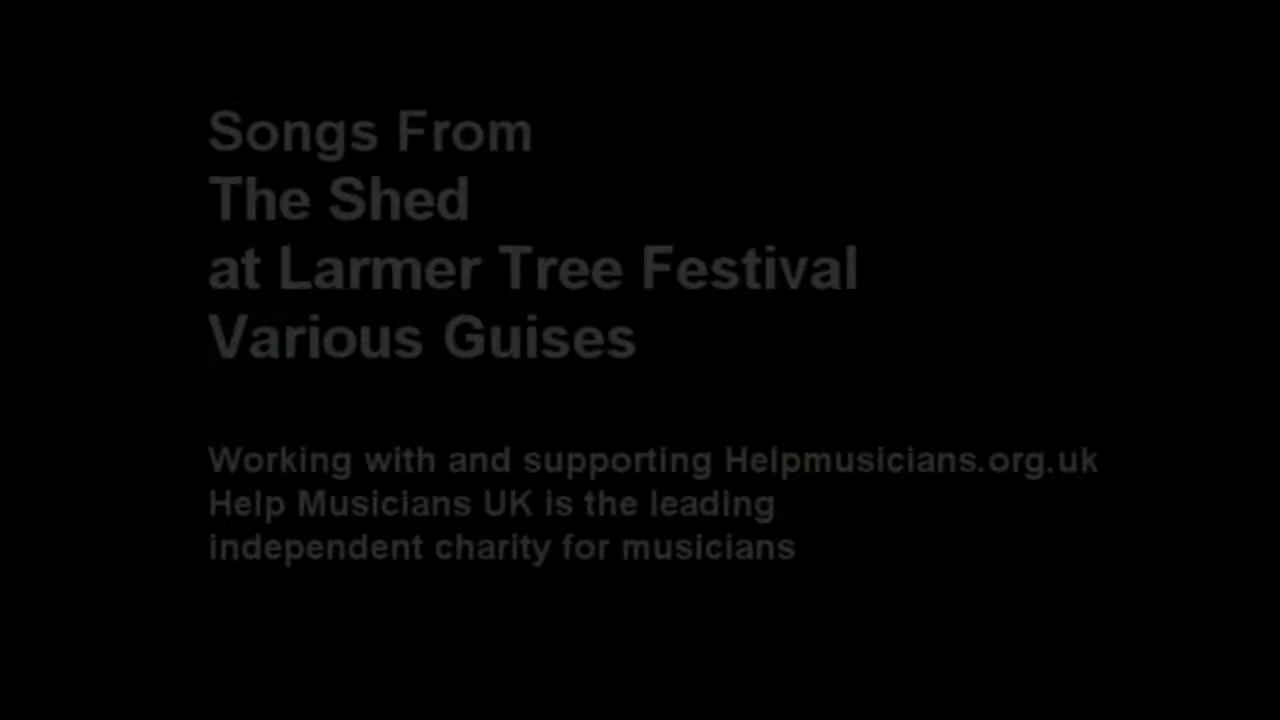 Songs From
The Shed
at Larmer Tree Festival
Various Guises
Working with and supporting Helpmusicians.org.uk
Help Musicians UK is the leading
independent charity for musicians